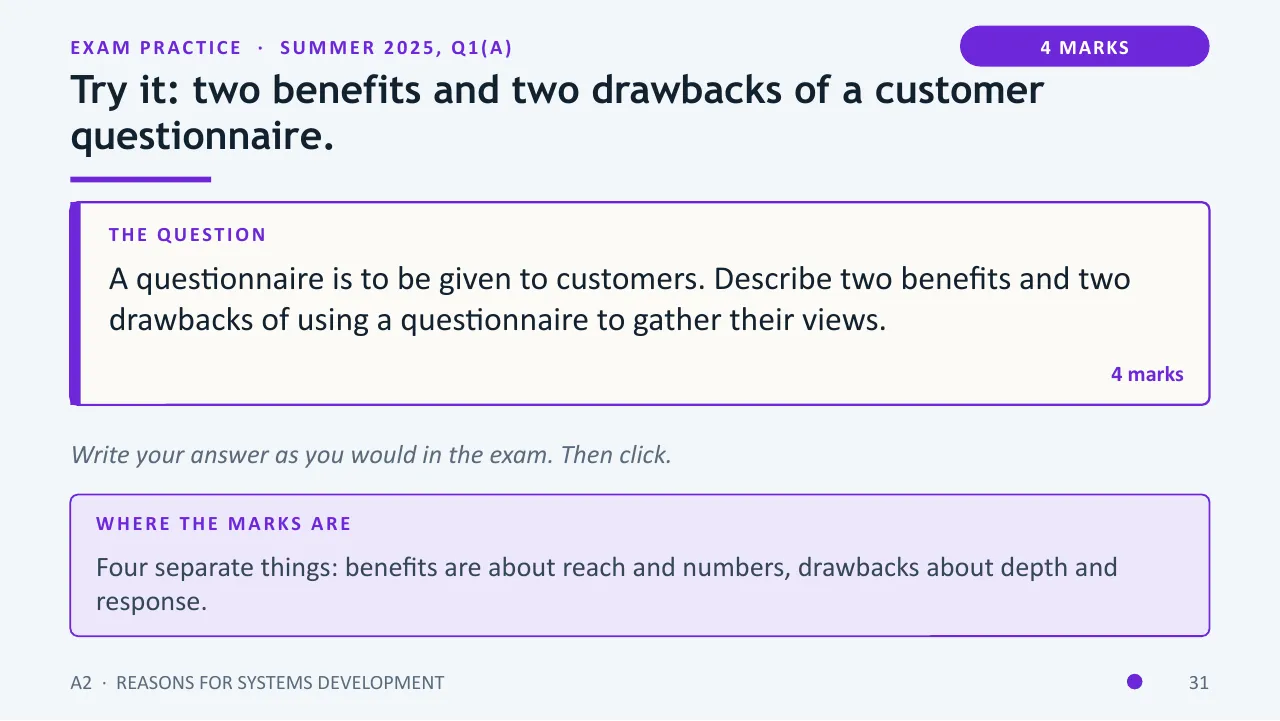 EXAM PRACTICE · SUMMER 2025, Q1(A)
4 MARKS
Try it: two benefits and two drawbacks of a customer
questionnaire.
THE QUESTION
A questionnaire is to be given to customers. Describe two benefits and two
drawbacks of using a questionnaire to gather their views.
4 marks
Write your answer as you would in the exam. Then click.
WHERE THE MARKS ARE
Four separate things: benefits are about reach and numbers, drawbacks about depth and
response.
A2 · REASONS FOR SYSTEMS DEVELOPMENT
31